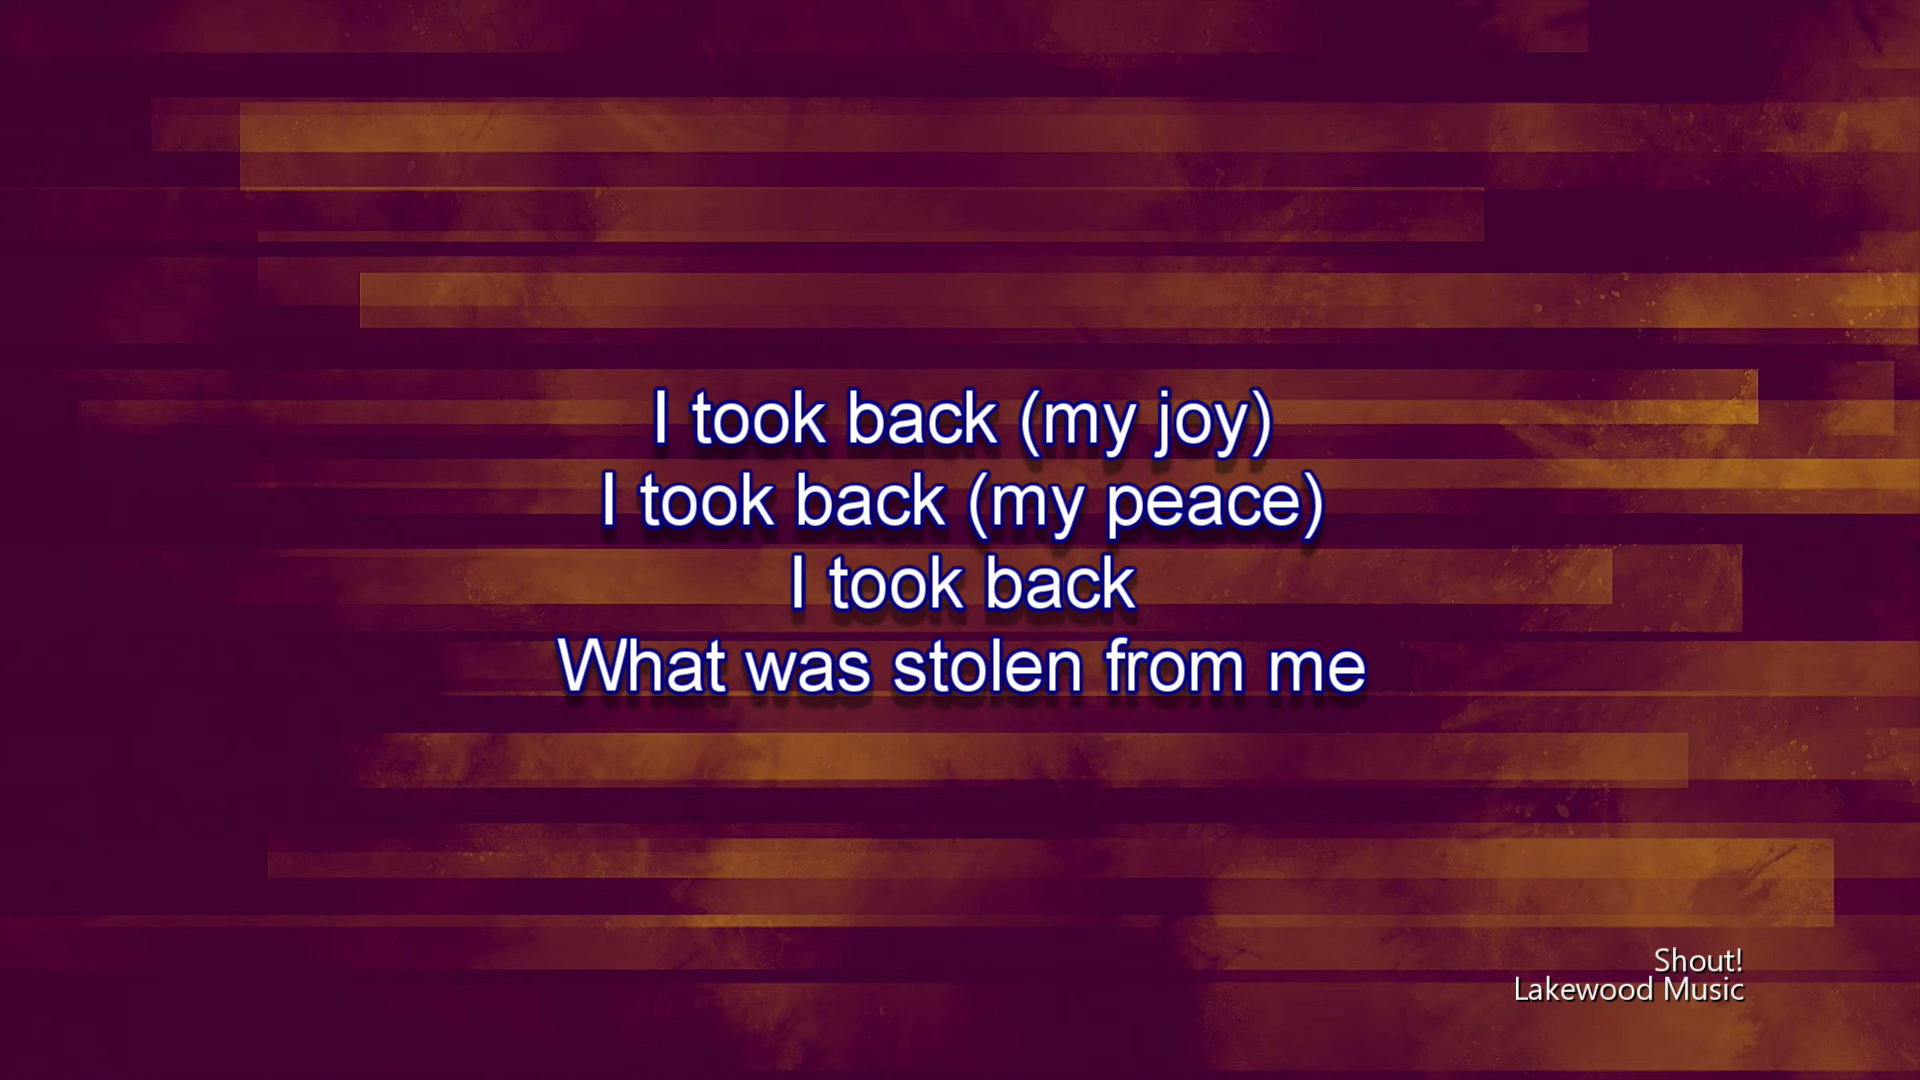 I took back (my joy)
I took back (my peace)
I took back
What was stolen from me
Shout!
Lakewood Music